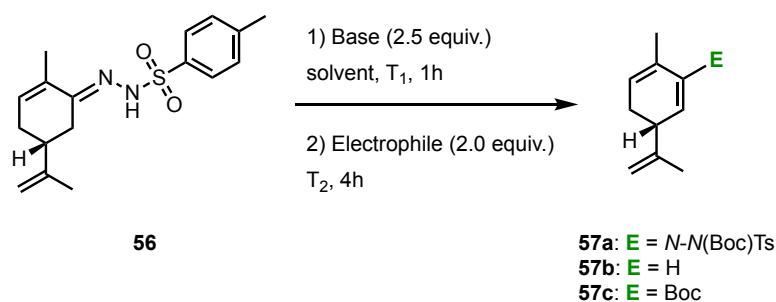 O
N
N
H
S
O
H
56
1) Base (2.5 equiv.)
solvent, T1, 1h
2) Electrophile (2.0 equiv.)
T2, 4h
E
H
57a: E = N-N(Boc)Ts
57b: E = H
57c: E = Boc